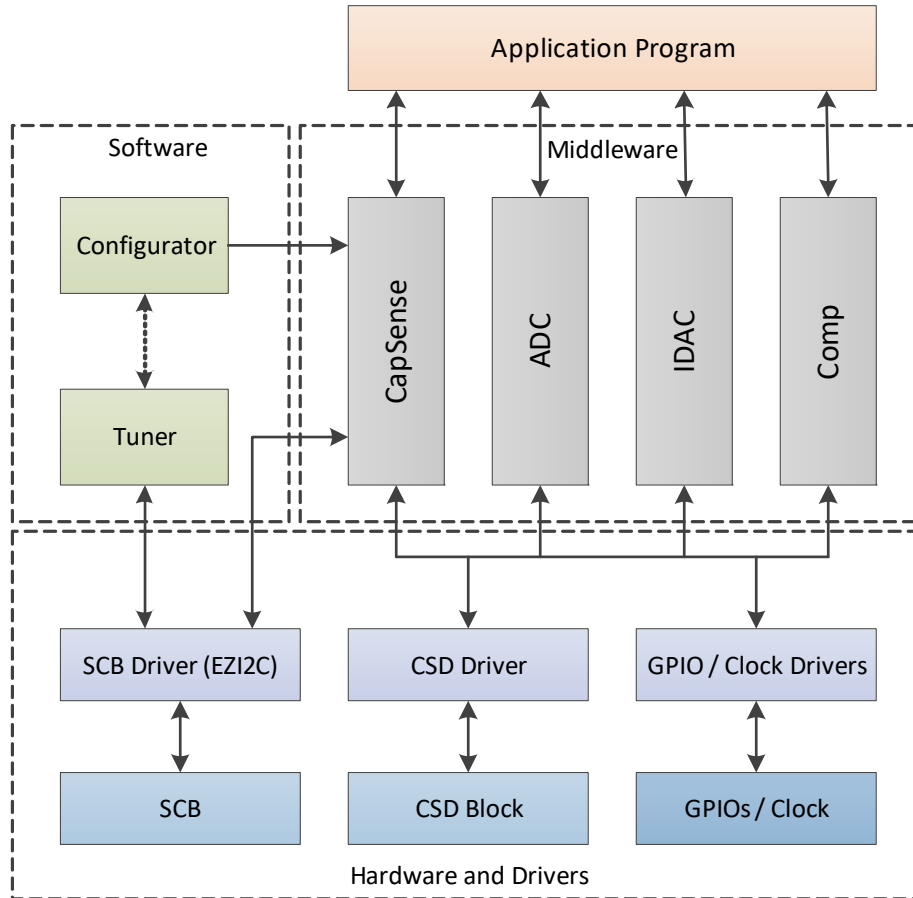 Application Program
Software
Middleware
Configurator
Tuner
CapSense
ADC
IDAC
Comp
SCB Driver (EZI2C)
CSD Driver
GPIO / Clock Drivers
SCB
CSD Block
GPIOs / Clock
Hardware and Drivers